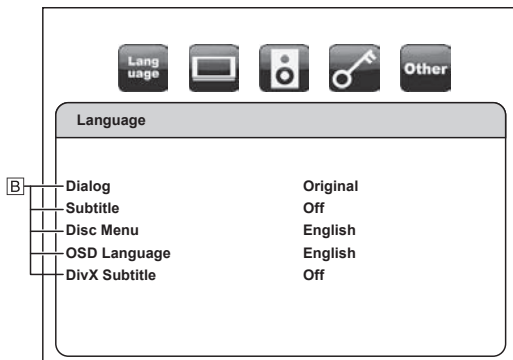 Lang
uage
Other
Language
B
Dialog Original
Subtitle Off
Disc Menu English
OSD Language English
DivX Subtitle Off